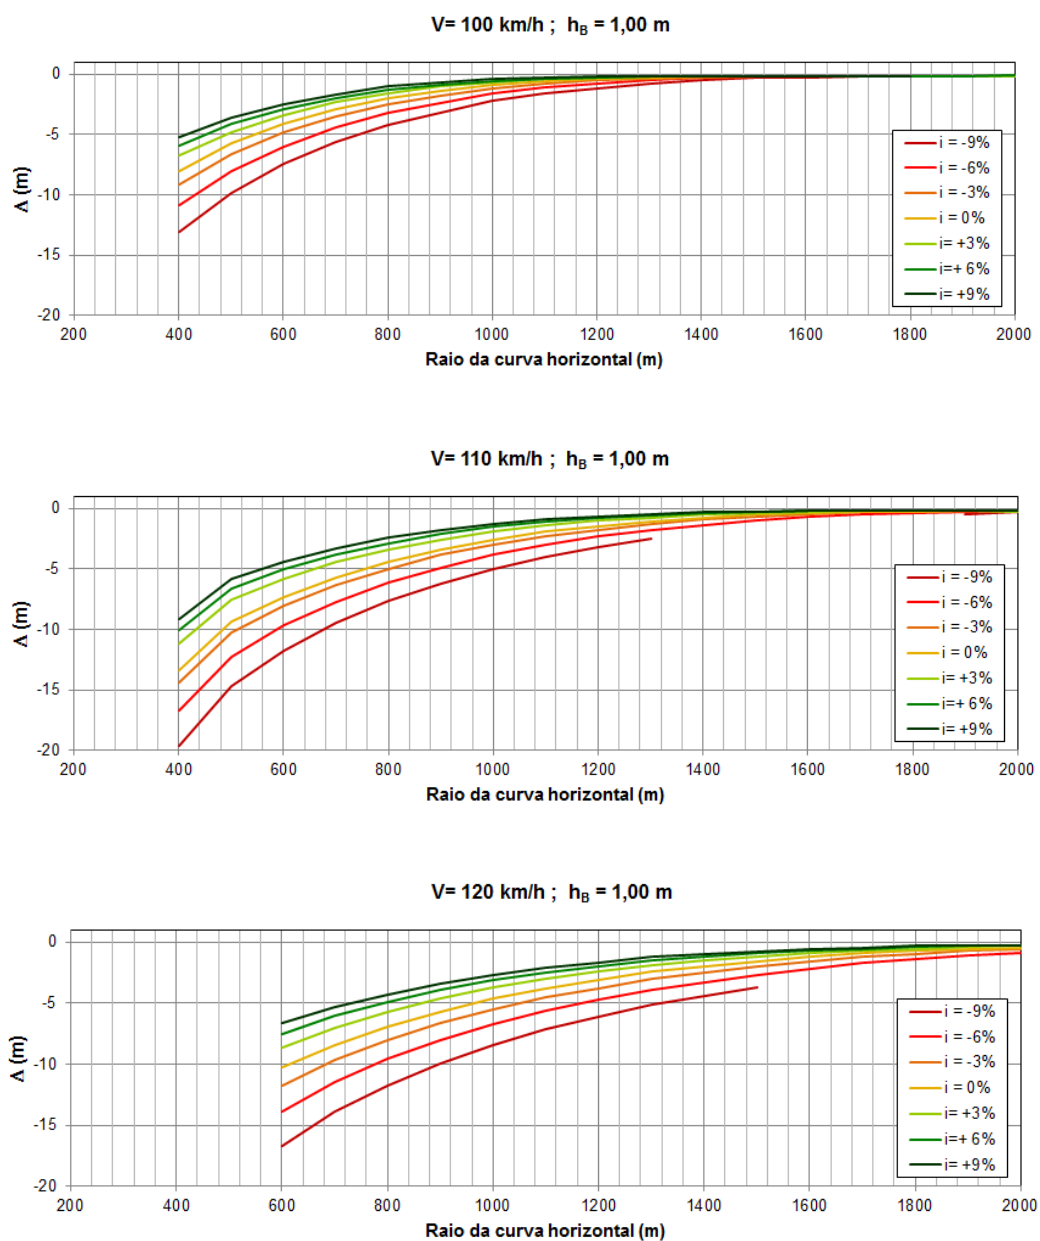 V= 100 km/h ;  hB = 1,00 m
0
-5
-10
-15
-20
Δ (m)
i = -9%
i = -6%
i = -3%
i = 0%
i= +3%
i=+ 6%
i= +9%
200 400 600 800 1000 1200 1400 1600 1800 2000
Raio da curva horizontal (m)
V= 110 km/h ;  hB = 1,00 m
0
-5
-10
-15
-20
Δ (m)
i = -9%
i = -6%
i = -3%
i = 0%
i= +3%
i=+ 6%
i= +9%
200 400 600 800 1000 1200 1400 1600 1800 2000
Raio da curva horizontal (m)
V= 120 km/h ;  hB = 1,00 m
0
-5
-10
-15
-20
Δ (m)
i = -9%
i = -6%
i = -3%
i = 0%
i= +3%
i=+ 6%
i= +9%
200 400 600 800 1000 1200 1400 1600 1800 2000
Raio da curva horizontal (m)